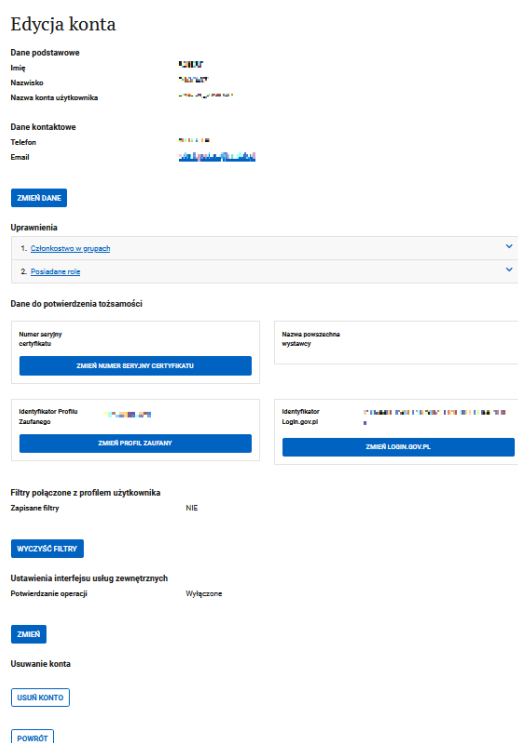 Edycja konta
Dane podstawowe
Imię
Nazwisko
Nazwa konta użytkownika
Dane kontaktowe
Telefon
Email
ZMIEŃ DANE
Uprawnienia
1. Członkostwo w grupach
2. Posiadane role
Dane do potwierdzenia tożsamości
Numer seryjny
certyfikatu
ZMIEŃ NUMER SERYJNY CERTYFIKATU
Nazwa powszechna
wystawcy
Identyfikator Profilu
Zaufanego
ZMIEŃ PROFIL ZAUFANY
Identyfikator
Login.gov.pl
ZMIEŃ LOGIN.GOV.PL
Filtry połączone z profilem użytkownika
Zapisane filtry NIE
WYCZYŚĆ FILTRY
Ustawienia interfejsu usług zewnętrznych
Potwierdzanie operacji Wyłączone
ZMIEŃ
Usuwanie konta
USUŃ KONTO
POWRÓT